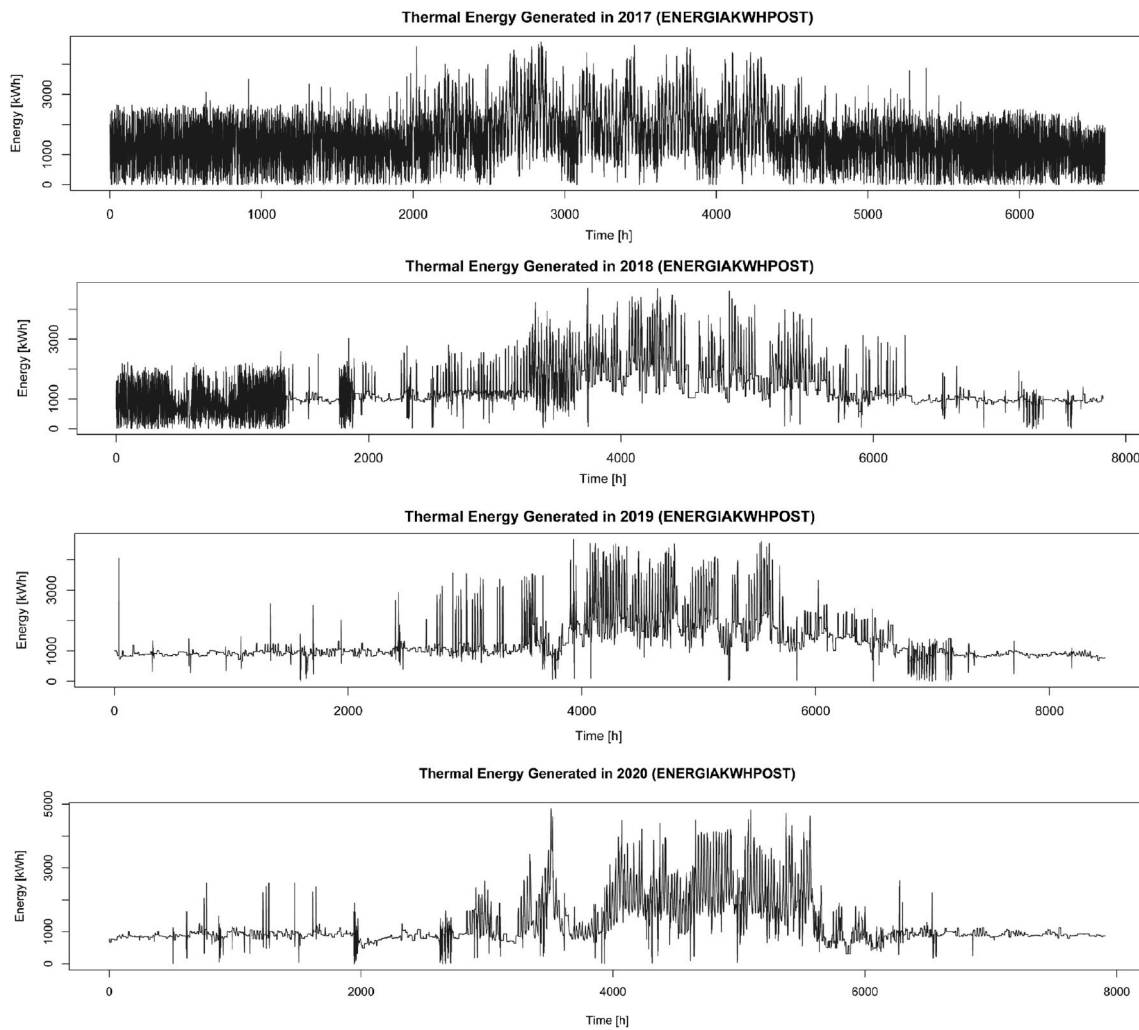 Thermal Energy Generated in 2017 (ENERGIAKWHPOST)
Energy [kWh]
3000
1000
0
0 1000 2000 3000 4000 5000 6000
Time [h]
Thermal Energy Generated in 2018 (ENERGIAKWHPOST)
Energy [kWh]
3000
1000
0
0 2000 4000 6000 8000
Time [h]
Thermal Energy Generated in 2019 (ENERGIAKWHPOST)
Energy [kWh]
3000
1000
0
0 2000 4000 6000 8000
Time [h]
Thermal Energy Generated in 2020 (ENERGIAKWHPOST)
Energy [kWh]
5000
3000
1000
0
0 2000 4000 6000 8000
Time [h]